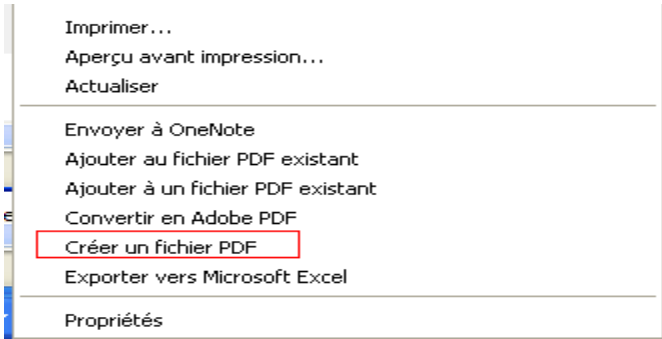 Imprimer...
Aperçu avant impression...
Actualiser
Envoyer à OneNote
Ajouter au fichier PDF existant
Ajouter à un fichier PDF existant
Convertir en Adobe PDF
Créer un fichier PDF
Exporter vers Microsoft Excel
Propriétés